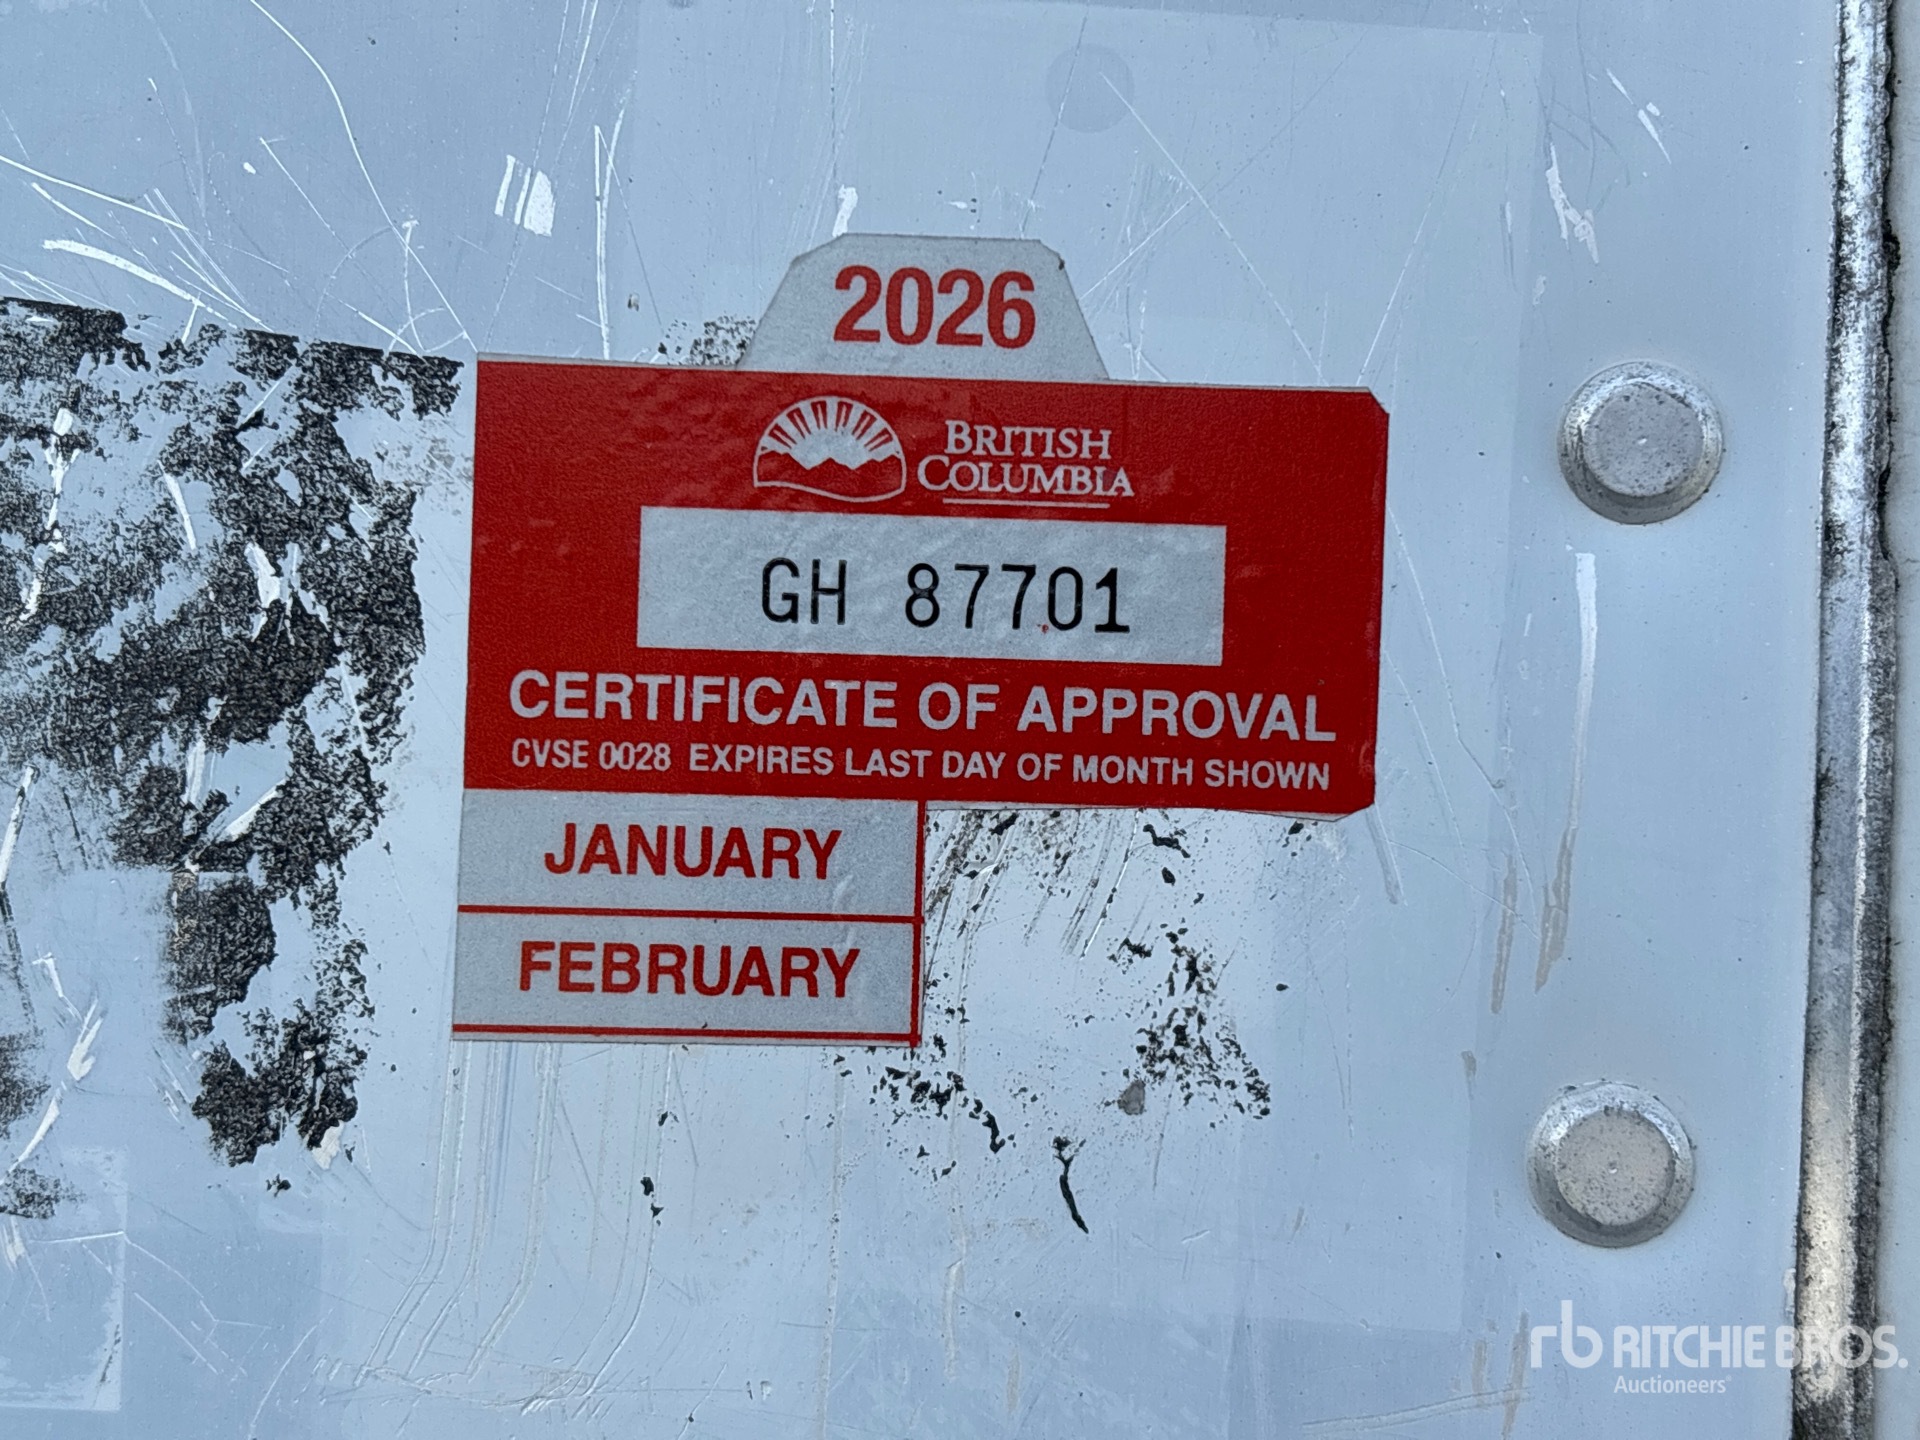 2026
BRITISH
COLUMBIA
GH 87701
CERTIFICATE OF APPROVAL
CVSE 0028 EXPIRES LAST DAY OF MONTH SHOWN
JANUARY
FEBRUARY
rb RITCHIE BROS.
Auctioneers